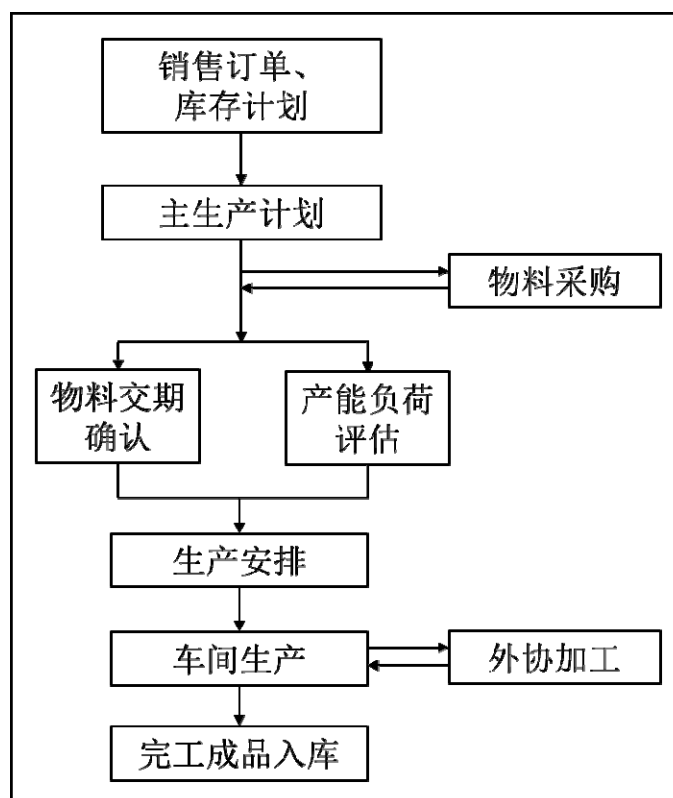 销售订单、
库存计划
主生产计划
物料采购
物料交期
确认
产能负荷
评估
生产安排
车间生产
外协加工
完工成品入库